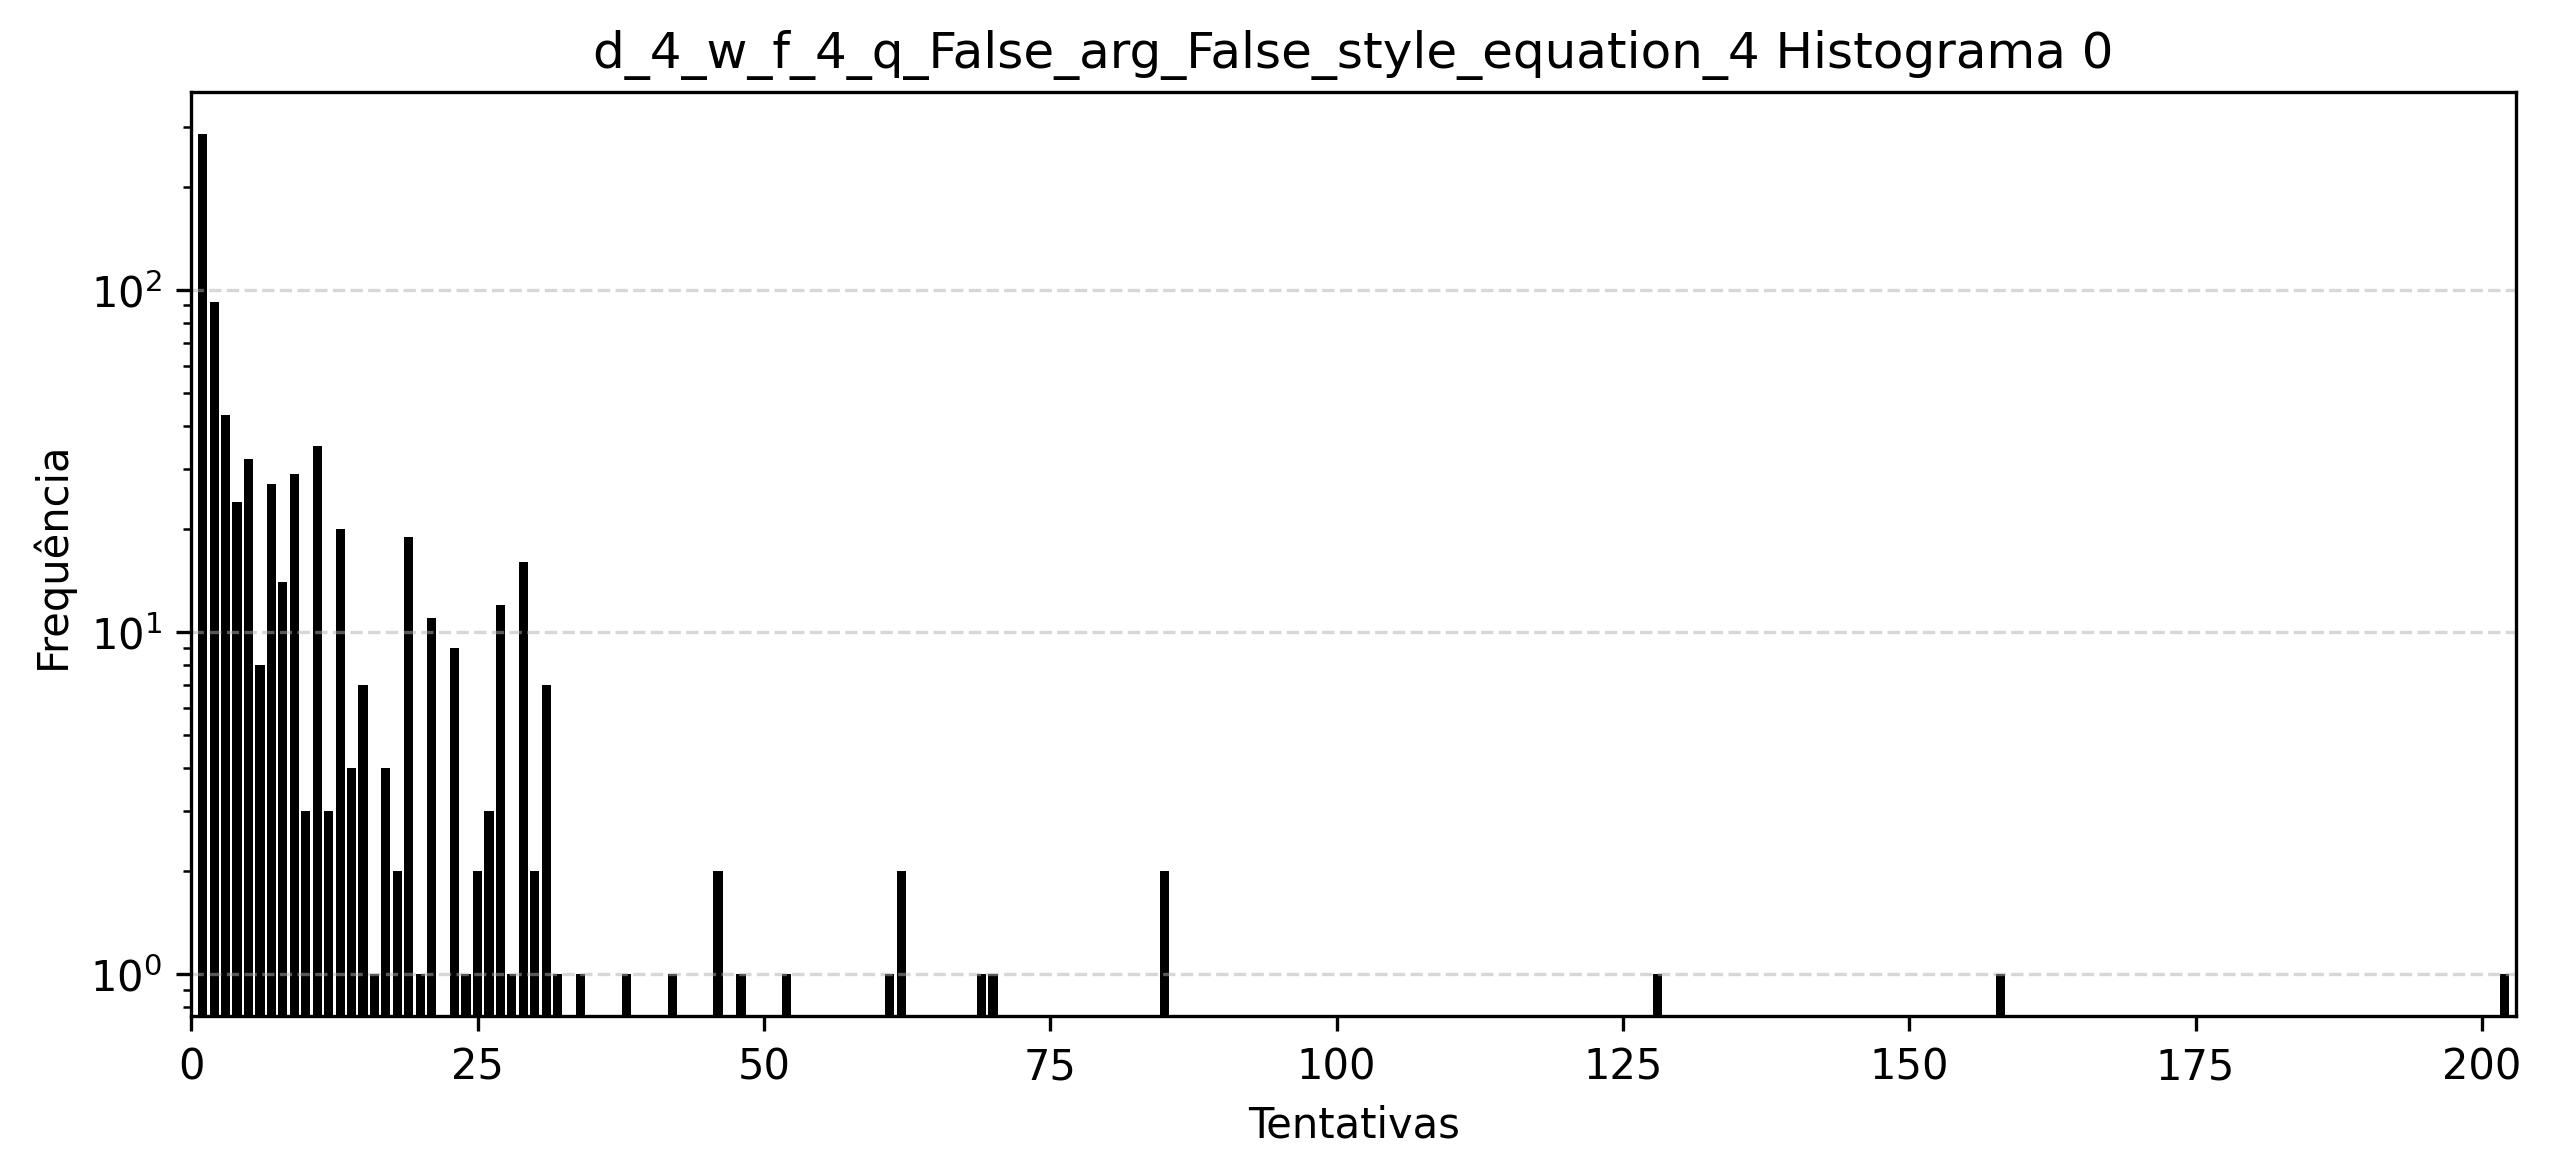 d_4_w_f_4_q_False_arg_False_style_equation_4 Histograma 0
Frequência
10²
10¹
10⁰
0 25 50 75 100 125 150 175 200
Tentativas